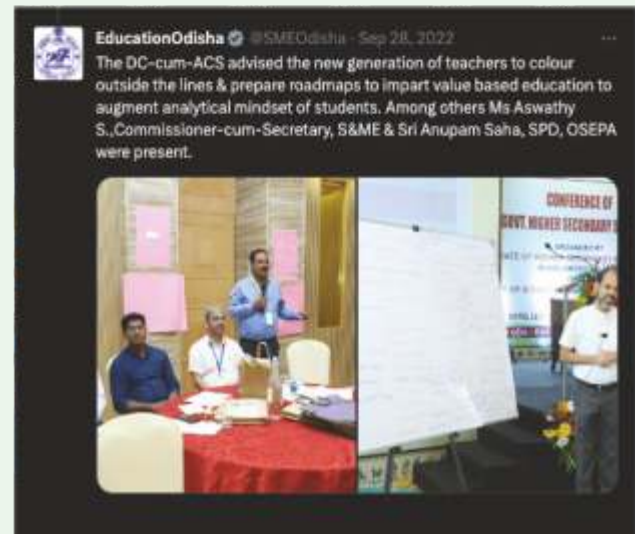 EducationOdisha @SMEOdisha · Sep 28, 2022
The DC-cum-ACS advised the new generation of teachers to colour
outside the lines & prepare roadmaps to impart value based education to
augment analytical mindset of students. Among others Ms Aswathy
S.,Commissioner-cum-Secretary, S&ME & Sri Anupam Saha, SPD, OSEPA
were present.
CONFERENCE OF
GOVT. HIGHER SECONDARY